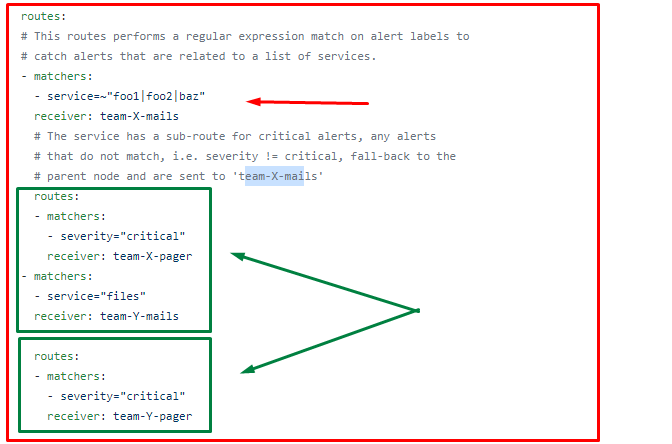 routes:
# This routes performs a regular expression match on alert labels to
# catch alerts that are related to a list of services.
- matchers:
  - service=~"foo1|foo2|baz"
  receiver: team-X-mails
  # The service has a sub-route for critical alerts, any alerts
  # that do not match, i.e. severity != critical, fall-back to the
  # parent node and are sent to 'team-X-mails'
  routes:
  - matchers:
    - severity="critical"
    receiver: team-X-pager
- matchers:
  - service="files"
  receiver: team-Y-mails
  routes:
  - matchers:
    - severity="critical"
    receiver: team-Y-pager